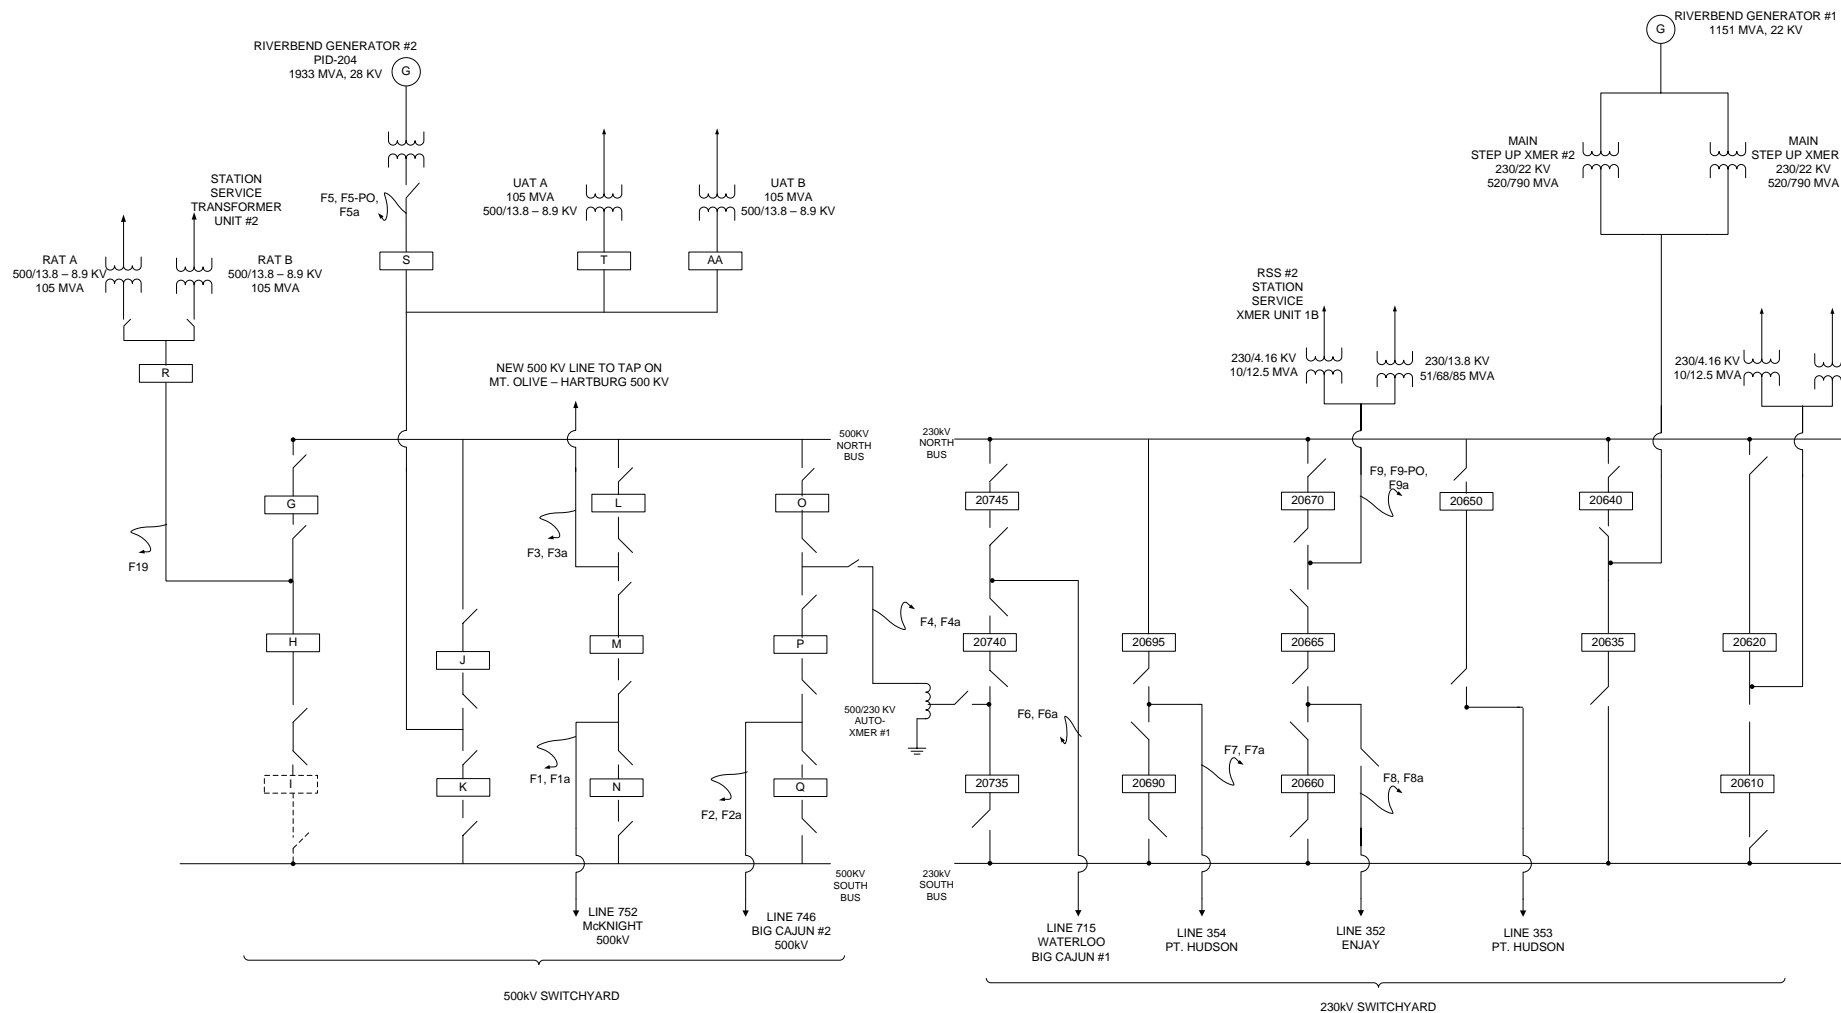 RIVERBEND GENERATOR #2
PID-204
1933 MVA, 28 KV
G
RIVERBEND GENERATOR #1
1151 MVA, 22 KV
G
MAIN
STEP UP XMER #2
230/22 KV
520/790 MVA
MAIN
STEP UP XMER
230/22 KV
520/790 MVA
STATION
SERVICE
TRANSFORMER
UNIT #2
F5, F5-PO,
F5a
UAT A
105 MVA
500/13.8 – 8.9 KV
UAT B
105 MVA
500/13.8 – 8.9 KV
RAT A
500/13.8 – 8.9 KV
105 MVA
RAT B
500/13.8 – 8.9 KV
105 MVA
S
T
AA
R
RSS #2
STATION
SERVICE
XMER UNIT 1B
230/4.16 KV
10/12.5 MVA
230/13.8 KV
51/68/85 MVA
230/4.16 KV
10/12.5 MVA
NEW 500 KV LINE TO TAP ON
MT. OLIVE – HARTBURG 500 KV
500KV
NORTH
BUS
230kV
NORTH
BUS
G
L
O
20745
20670
20650
20640
F9, F9-PO,
F9a
F19
F3, F3a
F4, F4a
H
J
M
P
20740
20695
20665
20635
20620
500/230 KV
AUTO-
XMER #1
F6, F6a
F7, F7a
F8, F8a
F1, F1a
F2, F2a
I
K
N
Q
20735
20690
20660
20610
500KV
SOUTH
BUS
230kV
SOUTH
BUS
LINE 752
McKNIGHT
500kV
LINE 746
BIG CAJUN #2
500kV
LINE 715
WATERLOO
BIG CAJUN #1
LINE 354
PT. HUDSON
LINE 352
ENJAY
LINE 353
PT. HUDSON
500kV SWITCHYARD
230kV SWITCHYARD